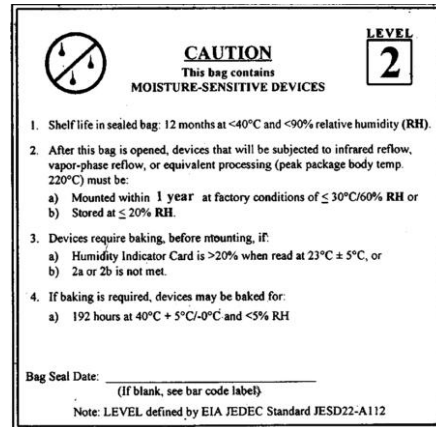 LEVEL
2
CAUTION
This bag contains
MOISTURE-SENSITIVE DEVICES
1. Shelf life in sealed bag: 12 months at <40°C and <90% relative humidity (RH).
2. After this bag is opened, devices that will be subjected to infrared reflow,
vapor-phase reflow, or equivalent processing (peak package body temp.
220°C) must be:
a) Mounted within 1 year at factory conditions of ≤ 30°C/60% RH or
b) Stored at ≤ 20% RH.
3. Devices require baking, before mounting, if:
a) Humidity Indicator Card is >20% when read at 23°C ± 5°C, or
b) 2a or 2b is not met.
4. If baking is required, devices may be baked for:
a) 192 hours at 40°C + 5°C/-0°C and <5% RH
Bag Seal Date: ____________________
(If blank, see bar code label)
Note: LEVEL defined by EIA JEDEC Standard JESD22-A112